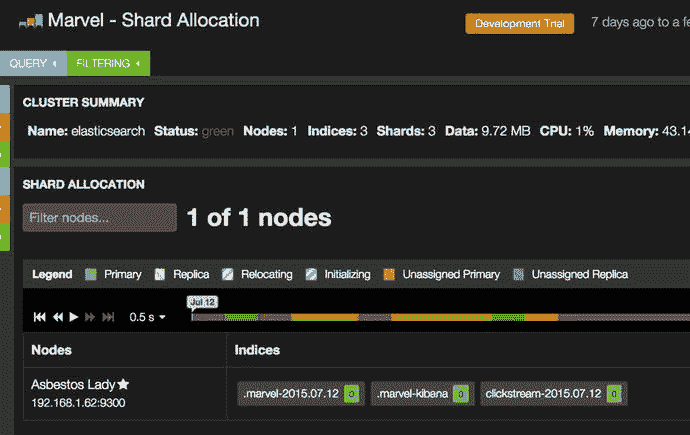 Marvel - Shard Allocation
Development Trial
7 days ago to a fe
QUERY
FILTERING
CLUSTER SUMMARY
Name: elasticsearch Status: green Nodes: 1 Indices: 3 Shards: 3 Data: 9.72 MB CPU: 1% Memory: 43.14
SHARD ALLOCATION
Filter nodes...
1 of 1 nodes
Legend Primary Replica Relocating Initializing Unassigned Primary Unassigned Replica
Jul 12
0.5 s
Nodes Indices
Asbestos Lady
192.168.1.62:9300
.marvel-2015.07.12 0 .marvel-kibana 0 clickstream-2015.07.12 0